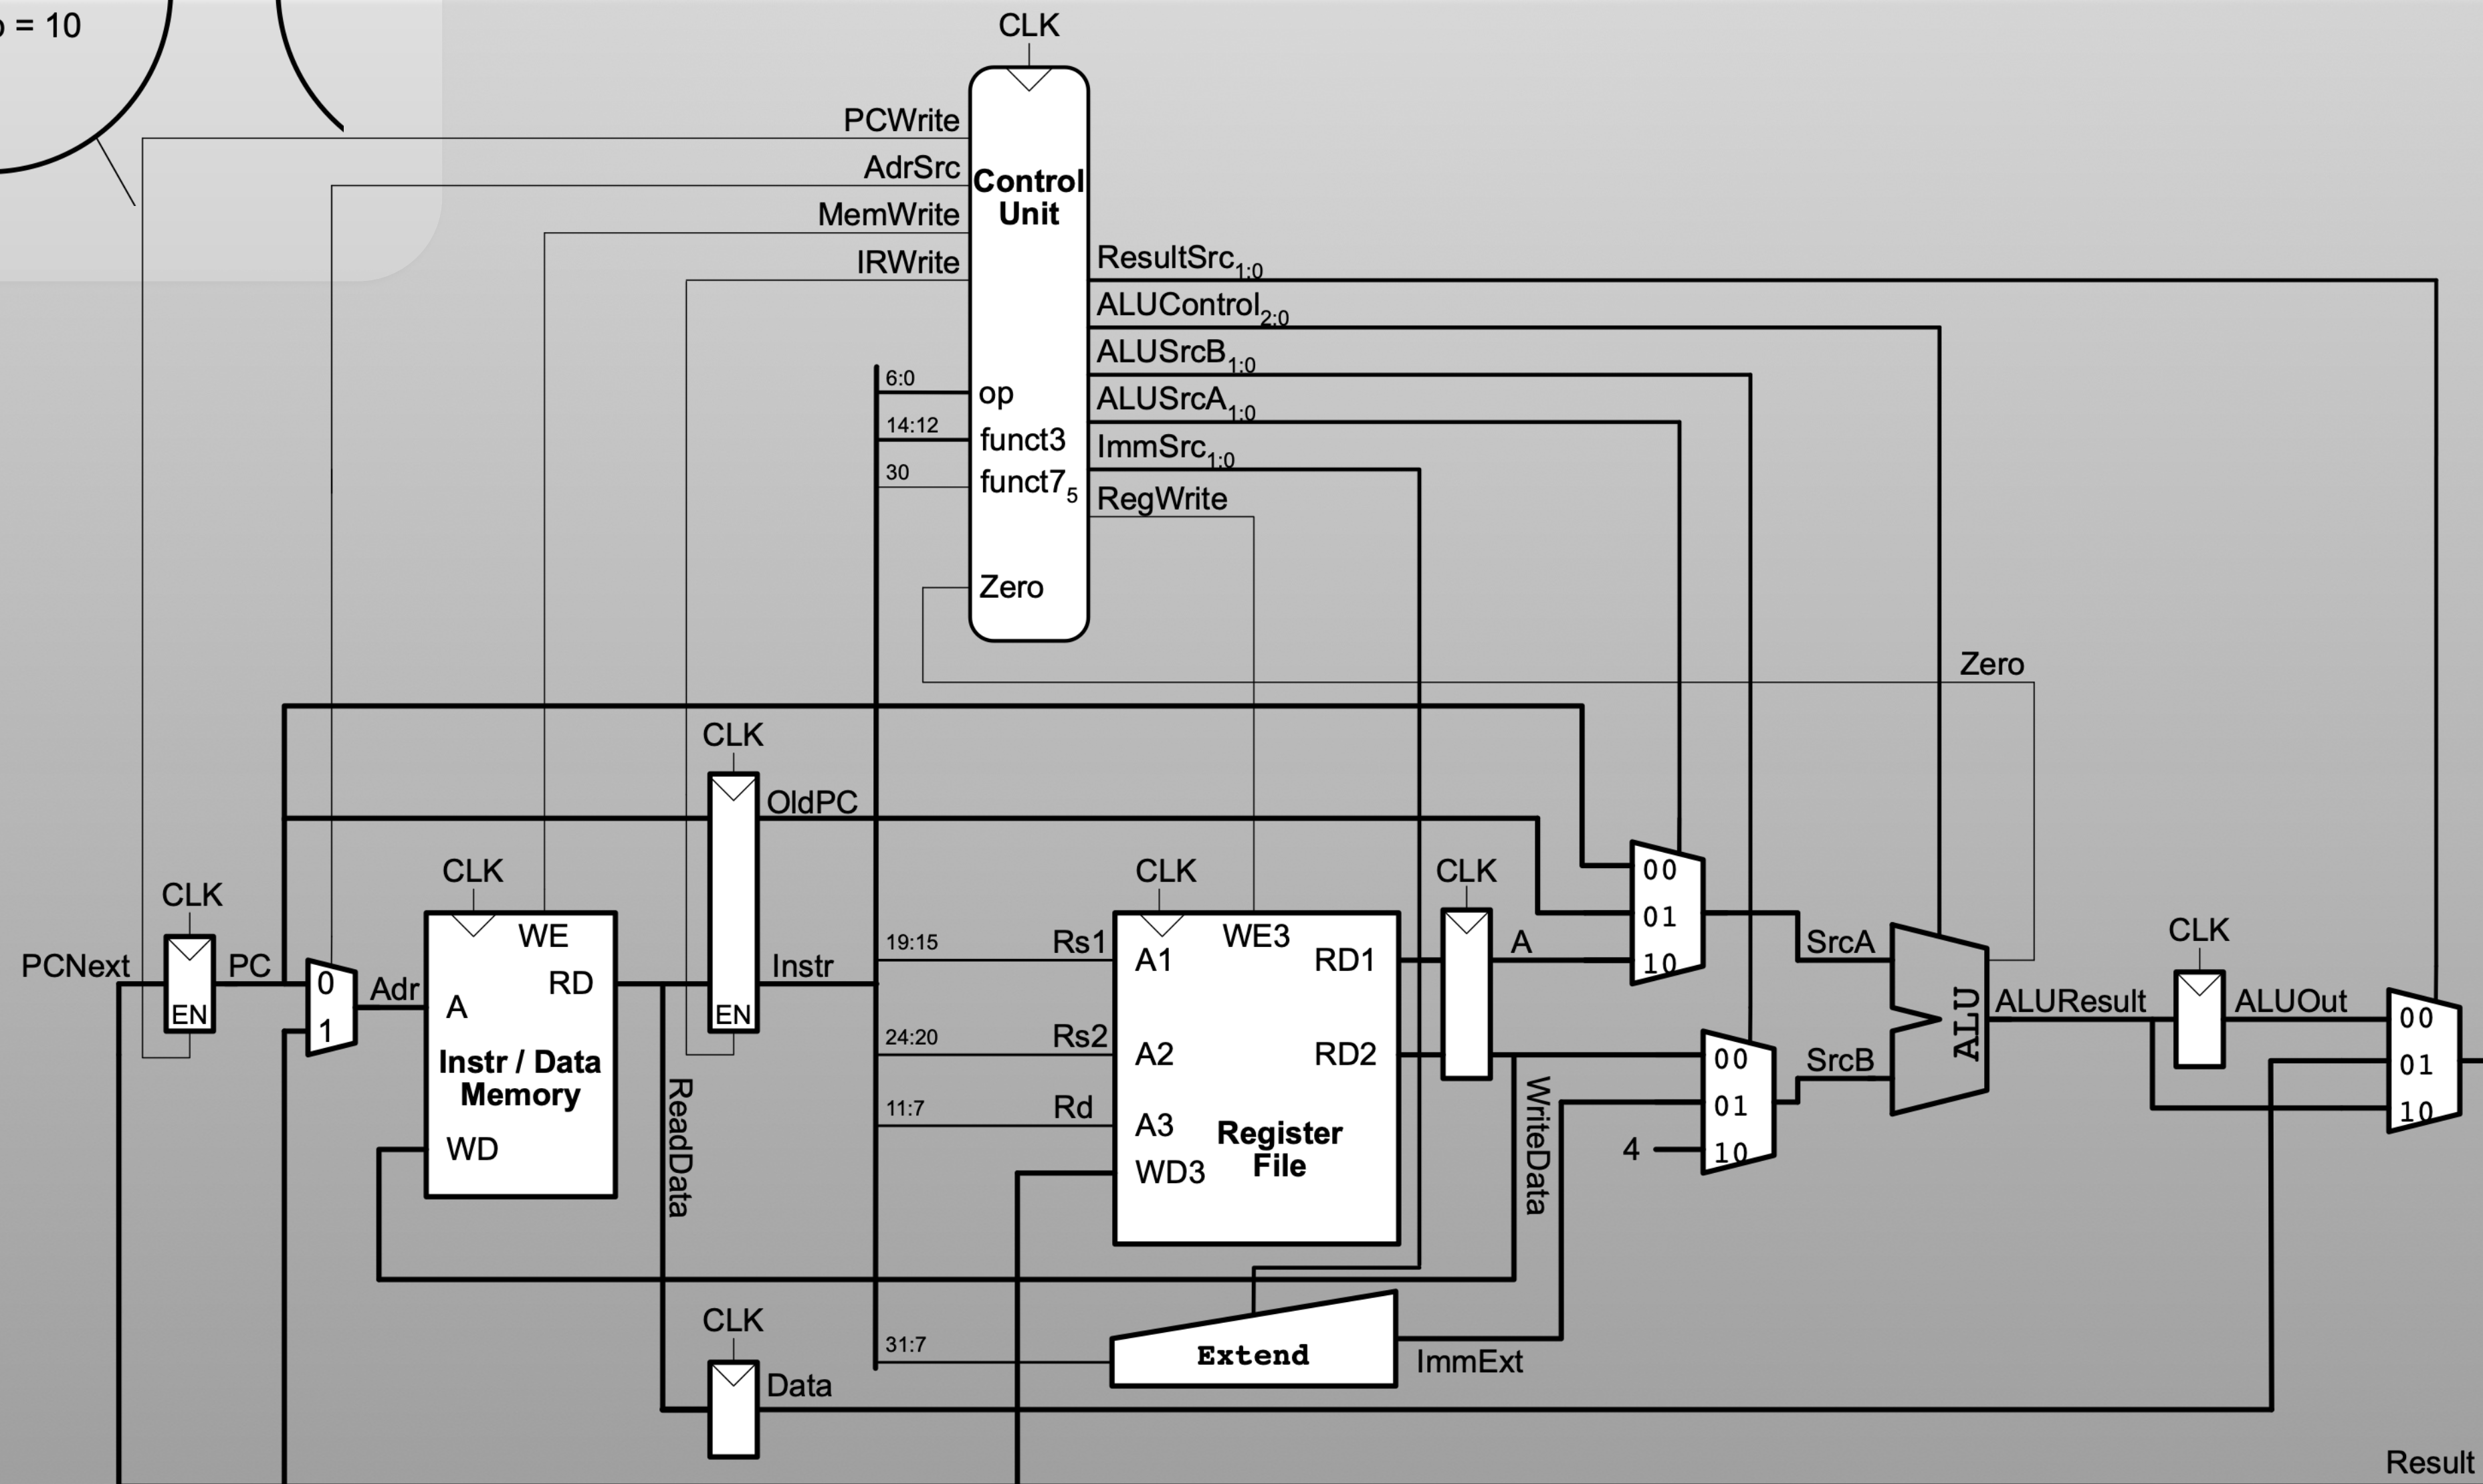 = 10
CLK
PCWrite
AdrSrc
MemWrite
IRWrite
Control
Unit
ResultSrc1:0
ALUControl2:0
ALUSrcB1:0
ALUSrcA1:0
ImmSrc1:0
RegWrite
6:0
op
14:12
funct3
30
funct75
Zero
Zero
CLK
OldPC
CLK
PCNext
EN
PC
0
1
Adr
CLK
WE
A
RD
Instr / Data
Memory
WD
ReadData
EN
Instr
19:15
Rs1
24:20
Rs2
11:7
Rd
31:7
CLK
WE3
A1
RD1
A2
RD2
A3
Register
File
WD3
CLK
A
WriteData
00
01
10
SrcA
00
01
10
4
SrcB
ALU
ALUResult
CLK
ALUOut
00
01
10
CLK
Data
Extend
ImmExt
Result